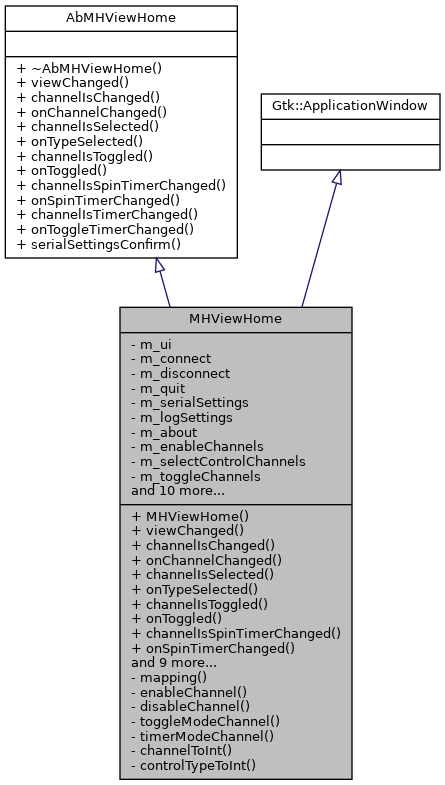 AbMHViewHome
+ ~AbMHViewHome()
+ viewChanged()
+ channelIsChanged()
+ onChannelChanged()
+ channelIsSelected()
+ onTypeSelected()
+ channelIsToggled()
+ onToggled()
+ channelIsSpinTimerChanged()
+ onSpinTimerChanged()
+ channelIsTimerChanged()
+ onToggleTimerChanged()
+ serialSettingsConfirm()
Gtk::ApplicationWindow
MHViewHome
- m_ui
- m_connect
- m_disconnect
- m_quit
- m_serialSettings
- m_logSettings
- m_about
- m_enableChannels
- m_selectControlChannels
- m_toggleChannels
and 10 more...
+ MHViewHome()
+ viewChanged()
+ channelIsChanged()
+ onChannelChanged()
+ channelIsSelected()
+ onTypeSelected()
+ channelIsToggled()
+ onToggled()
+ channelIsSpinTimerChanged()
+ onSpinTimerChanged()
and 9 more...
- mapping()
- enableChannel()
- disableChannel()
- toggleModeChannel()
- timerModeChannel()
- channelToInt()
- controlTypeToInt()